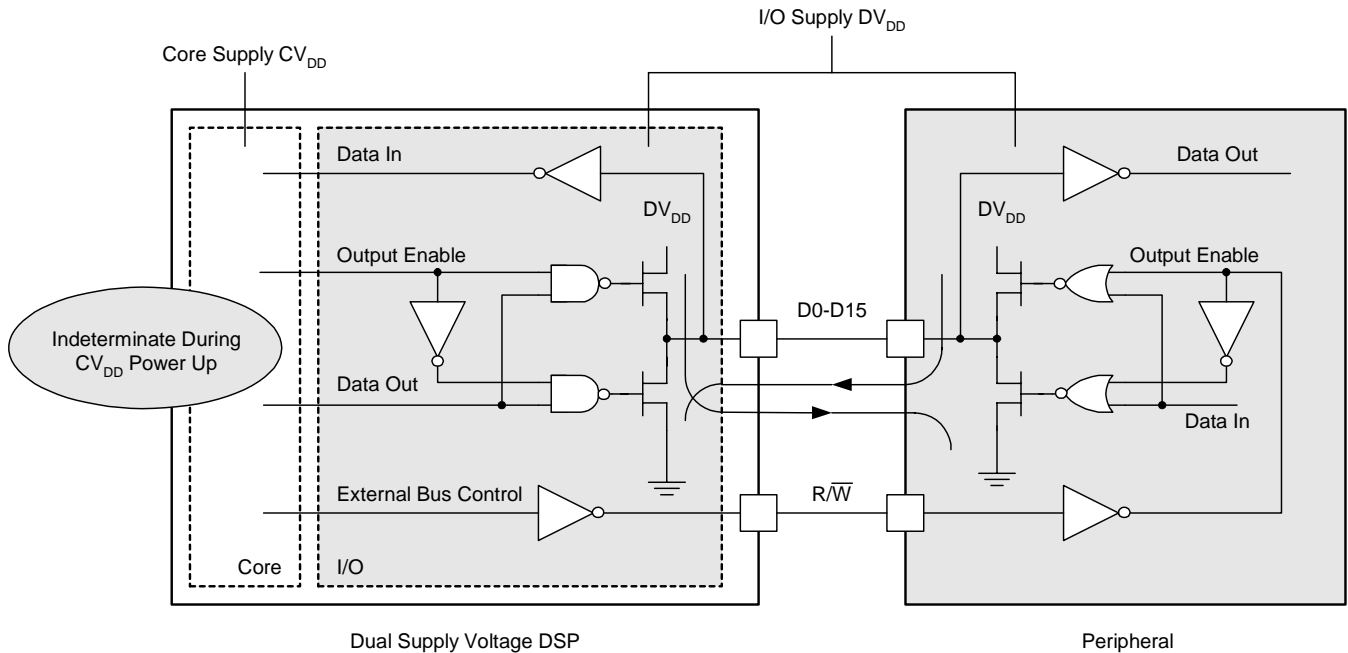 I/O Supply DV_DD
Core Supply CV_DD
Data In
DV_DD
Output Enable
Indeterminate During
CV_DD Power Up
Data Out
External Bus Control
Core
I/O
D0-D15
R/W̅
Data Out
DV_DD
Output Enable
Data In
Dual Supply Voltage DSP
Peripheral